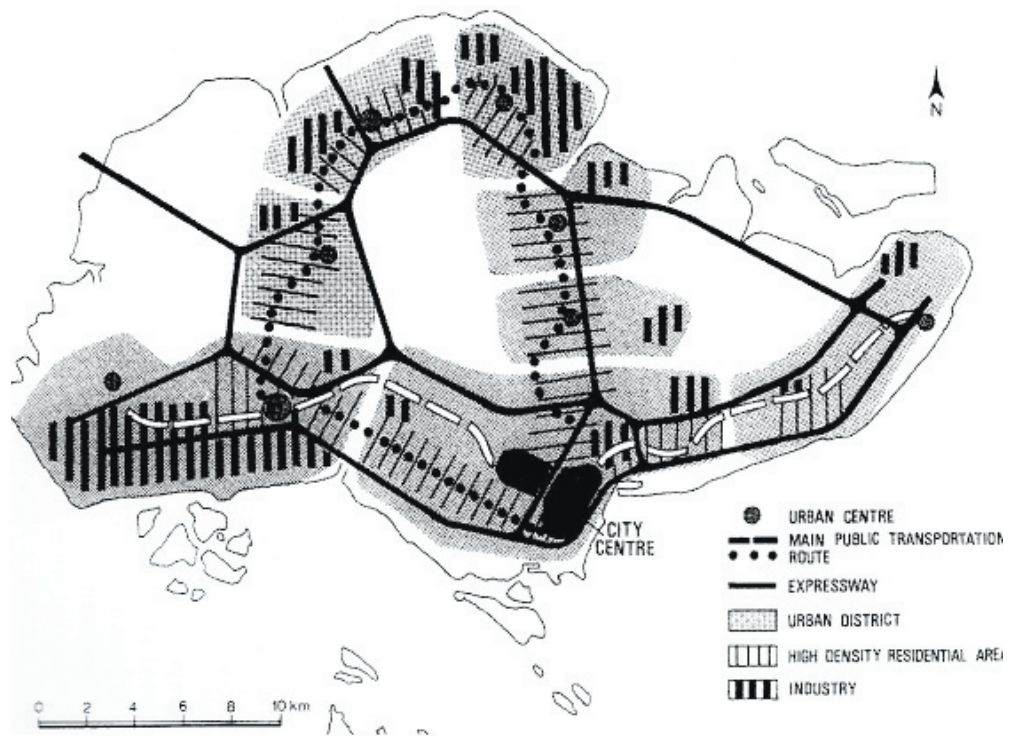 N
CITY
CENTRE
URBAN CENTRE
MAIN PUBLIC TRANSPORTATION
ROUTE
EXPRESSWAY
URBAN DISTRICT
HIGH DENSITY RESIDENTIAL AREA
INDUSTRY
0 2 4 6 8 10 km